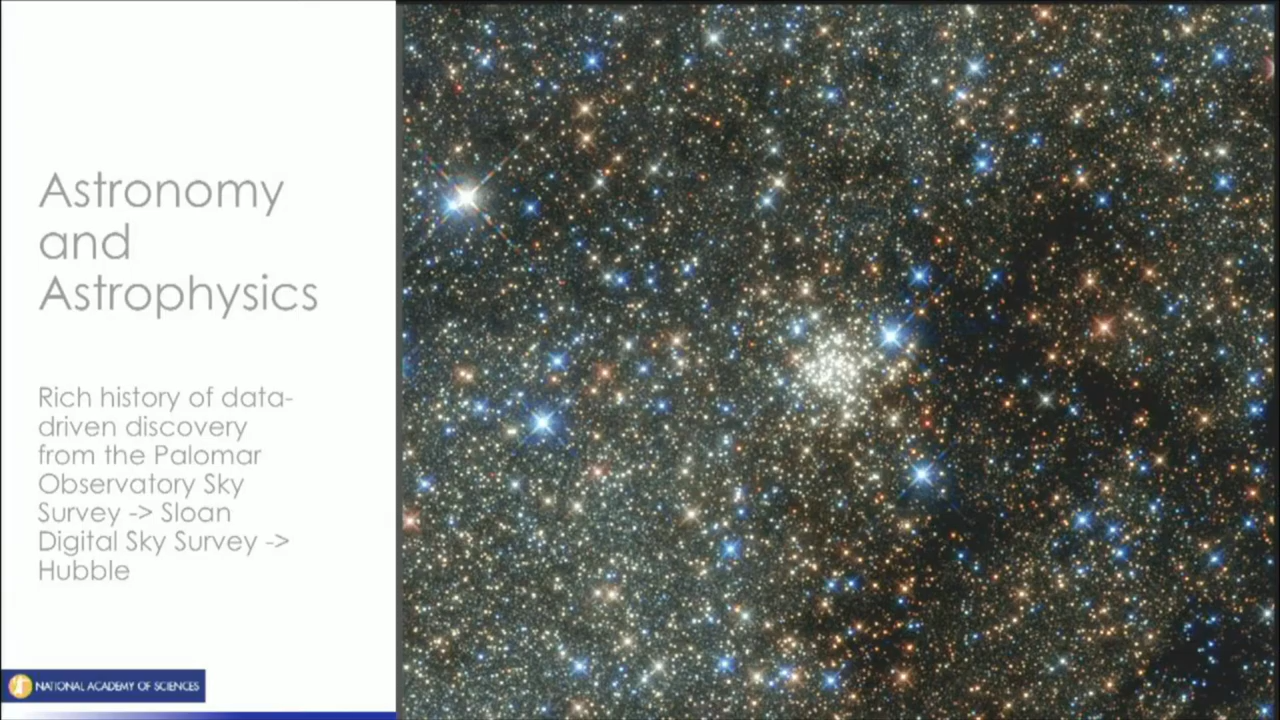 Astronomy
and
Astrophysics
Rich history of data-
driven discovery
from the Palomar
Observatory Sky
Survey -> Sloan
Digital Sky Survey ->
Hubble
NATIONAL ACADEMY OF SCIENCES